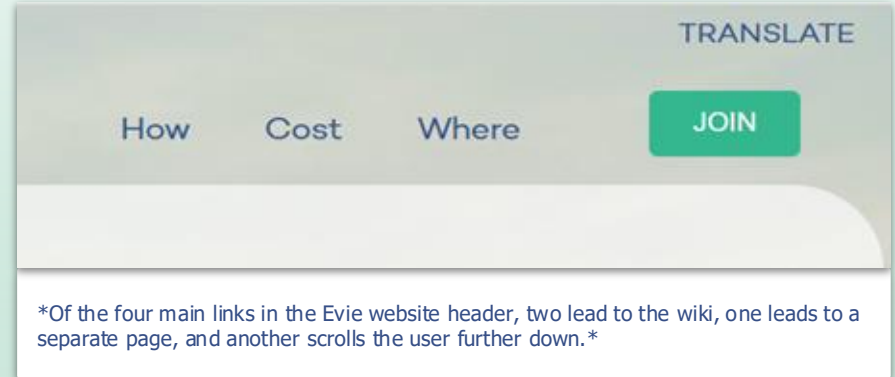 TRANSLATE
How Cost Where JOIN
*Of the four main links in the Evie website header, two lead to the wiki, one leads to a
separate page, and another scrolls the user further down.*